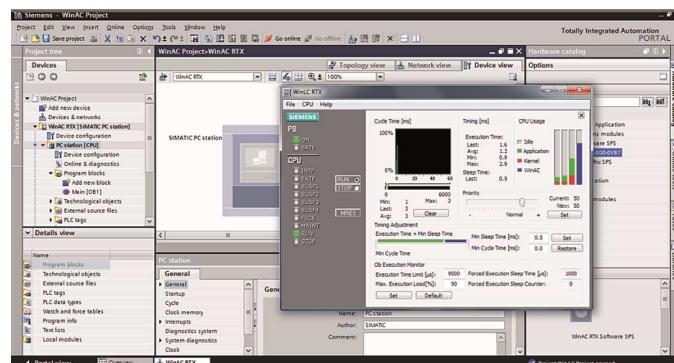 Siemens - WinAC Project
Project Edit View Insert Online Options Tools Window Help
Save project
Go online
Go offline
Totally Integrated Automation
PORTAL
Project tree
WinAC Project▸WinAC RTX
Hardware catalog
Devices
Topology view
Network view
Device view
Options
WinAC RTX
100%
WinAC Project
Add new device
Devices & networks
WinAC RTX [SIMATIC PC station]
Device configuration
PC station [CPU]
Device configuration
Online & diagnostics
Program blocks
Add new block
Main [OB1]
Technological objects
External source files
PLC tags
Details view
Name
Program blocks
Technological objects
External source files
PLC tags
PLC data types
Watch and force tables
Program info
Text lists
Local modules
SIMATIC PC station
WinLC RTX
File CPU Help
SIEMENS
PS
ON
BATF
CPU
INTF
EXTF
BUSF1
BUSF2
BUSF3
BUSF4
FRCE
MAINT
RUN
STOP
RUN
STOP
MRES
Cycle Time [ms]
100%
0%
0 20 40 60
0 6000
Min: 1 Max: 3
Last: 3
Avg: 3
Clear
Timing [ms]
Execution Time:
Last: 1.6
Avg: 1.2
Min: 0.9
Max: 2.9
Sleep Time:
Last: 0.5
CPU Usage
Idle
Application
Kernel
WinAC
Priority
Current: 50
New: 50
- Normal +
Set
Timing Adjustment
Execution Time + Min Sleep Time
Min Cycle Time
Min Sleep Time [ms]: 0.5 Set
Min Cycle Time [ms]: 0.0 Restore
Ob Execution Monitor
Execution Time Limit [µs]: 9000 Forced Execution Sleep Time [µs]: 1000
Max. Execution Load[%]: 90 Forced Execution Sleep Counter: 0
Set Default
Application
modules
PC station
General
General
Startup
Cycle
Clock memory
Interrupts
Diagnostics system
System diagnostics
Clock
Name: PC station
Author: SIMATIC
Comment:
WinAC RTX Software SPS